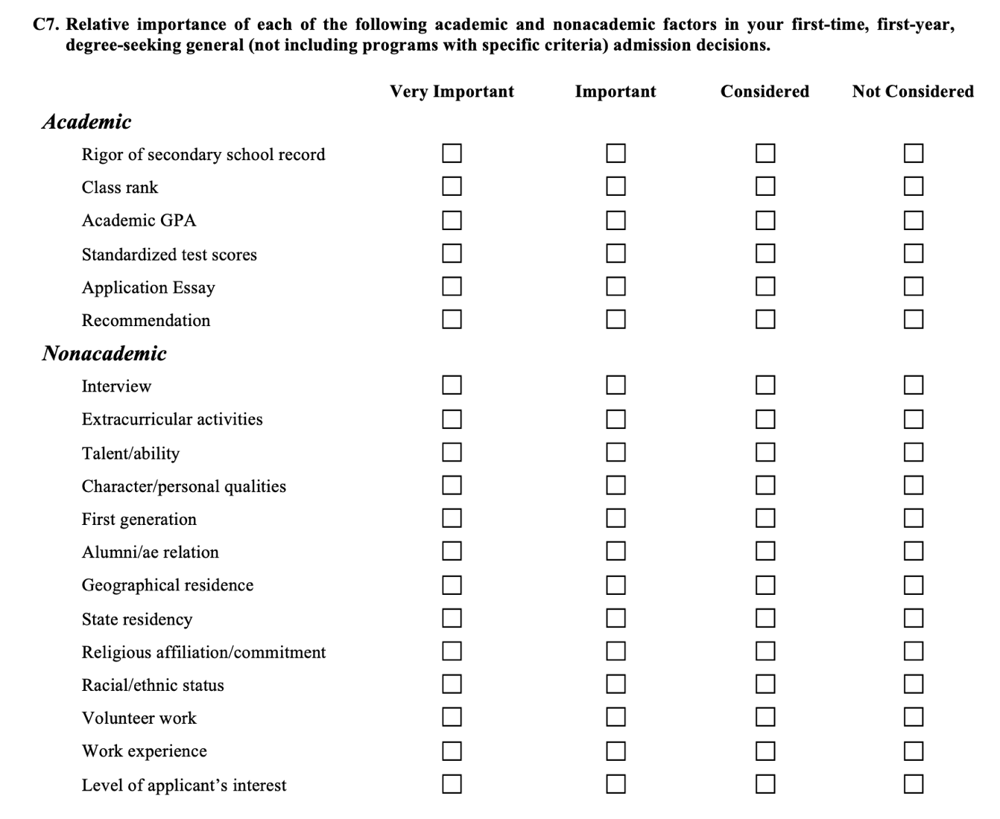 C7. Relative importance of each of the following academic and nonacademic factors in your first-time, first-year,
degree-seeking general (not including programs with specific criteria) admission decisions.
Very Important Important Considered Not Considered
Academic
Rigor of secondary school record
Class rank
Academic GPA
Standardized test scores
Application Essay
Recommendation
Nonacademic
Interview
Extracurricular activities
Talent/ability
Character/personal qualities
First generation
Alumni/ae relation
Geographical residence
State residency
Religious affiliation/commitment
Racial/ethnic status
Volunteer work
Work experience
Level of applicant’s interest